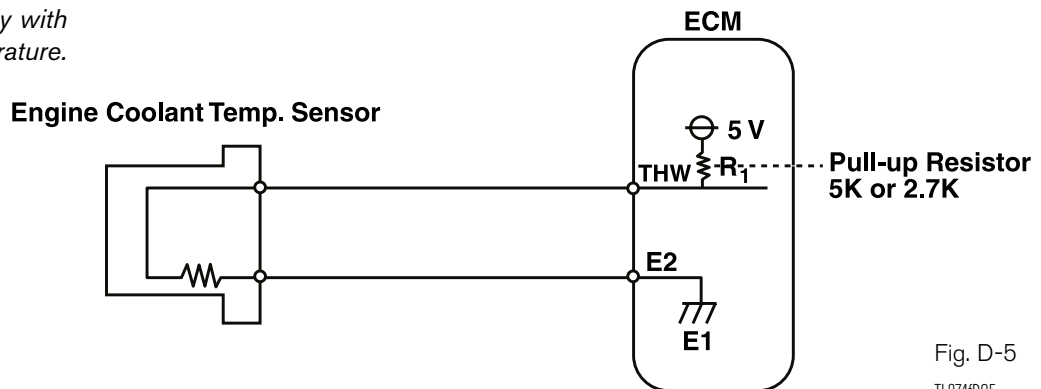 y with
rature.
ECM
Engine Coolant Temp. Sensor
5 V
THW
R1
Pull-up Resistor
5K or 2.7K
E2
E1
Fig. D-5